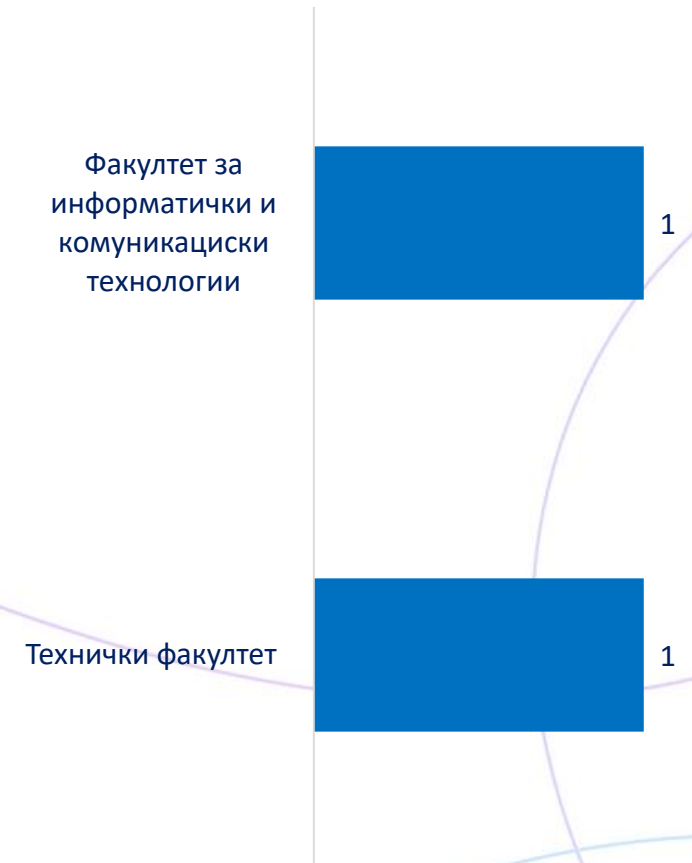 Факултет за
информатички и
комуникациски
технологии
1
Технички факултет
1